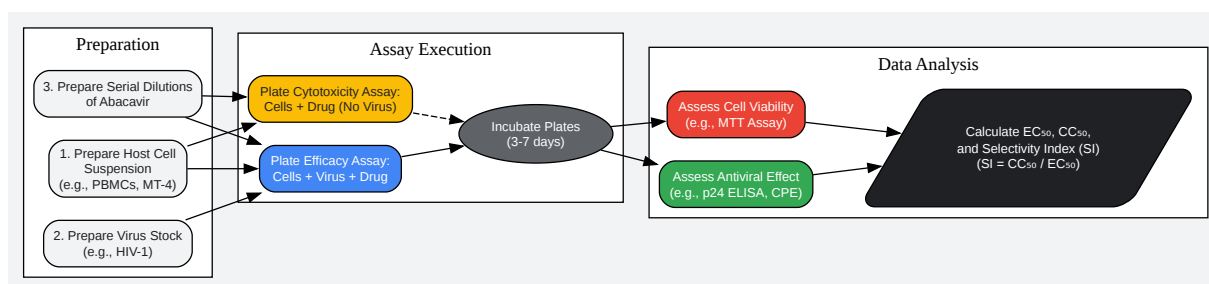 Preparation
3. Prepare Serial Dilutions
of Abacavir
1. Prepare Host Cell
Suspension
(e.g., PBMCs, MT-4)
2. Prepare Virus Stock
(e.g., HIV-1)
Assay Execution
Plate Cytotoxicity Assay:
Cells + Drug (No Virus)
Plate Efficacy Assay:
Cells + Virus + Drug
Incubate Plates
(3-7 days)
Data Analysis
Assess Cell Viability
(e.g., MTT Assay)
Assess Antiviral Effect
(e.g., p24 ELISA, CPE)
Calculate EC₅₀, CC₅₀,
and Selectivity Index (SI)
(SI = CC₅₀ / EC₅₀)